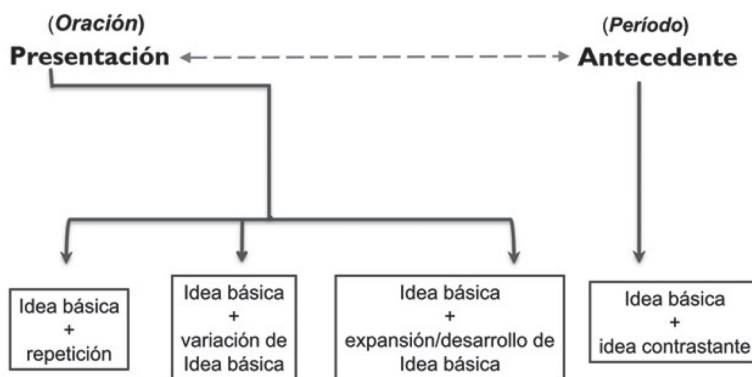 (Oración)
Presentación
(Período)
Antecedente
Idea básica
+
repetición
Idea básica
+
variación de
Idea básica
Idea básica
+
expansión/desarrollo de
Idea básica
Idea básica
+
idea contrastante